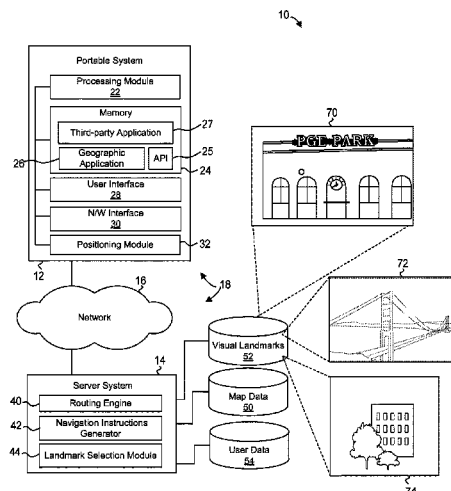 10
Portable System
Processing Module
22
Memory
Third-party Application
27
Geographic Application
API
25
26
24
User Interface
28
N/W Interface
30
Positioning Module
32
12
16
18
Network
70
PGE PARK
72
Visual Landmarks
52
14
Server System
40
Routing Engine
Map Data
50
42
Navigation Instructions Generator
44
Landmark Selection Module
User Data
54
74